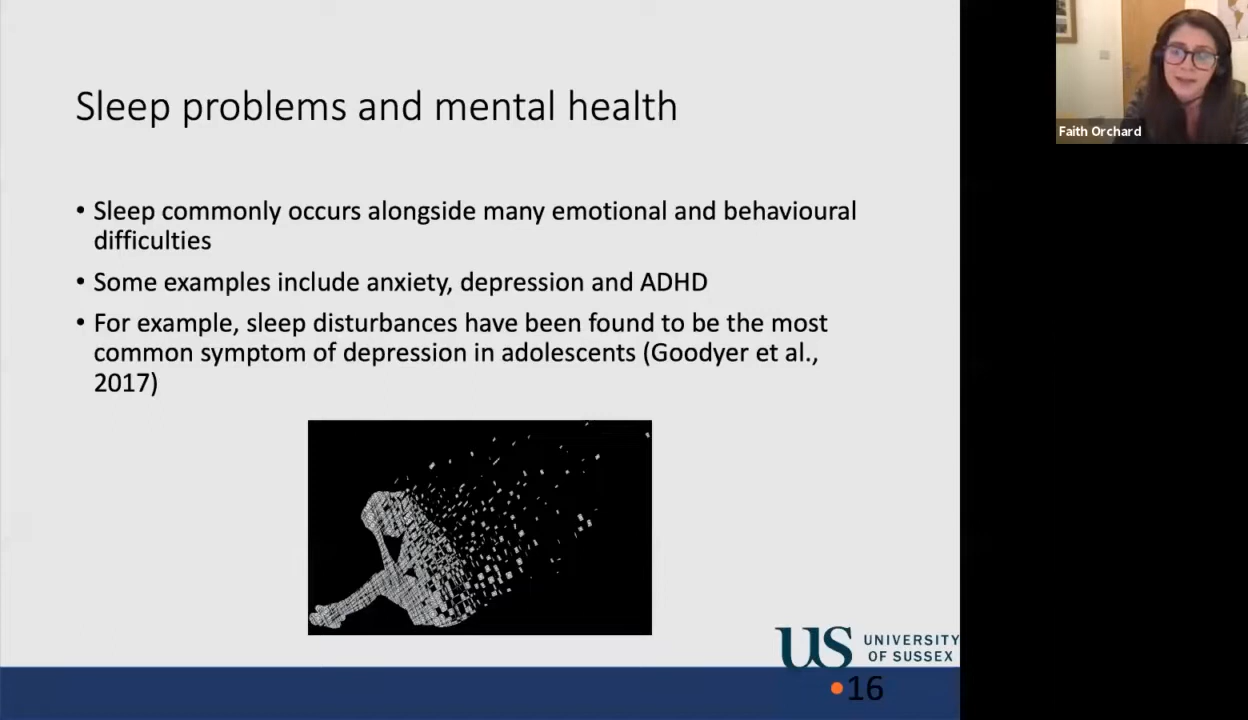 Sleep problems and mental health
• Sleep commonly occurs alongside many emotional and behavioural
difficulties
• Some examples include anxiety, depression and ADHD
• For example, sleep disturbances have been found to be the most
common symptom of depression in adolescents (Goodyer et al.,
2017)
US UNIVERSITY
OF SUSSEX
•16
Faith Orchard